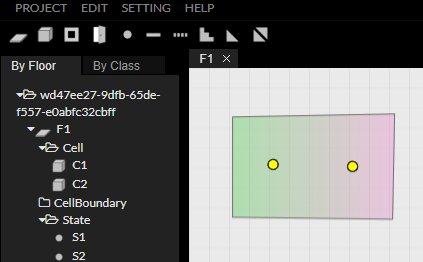 PROJECT EDIT SETTING HELP
By Floor By Class
F1 ×
wd47ee27-9dfb-65de-
f557-e0abfc32cbff
F1
Cell
C1
C2
CellBoundary
State
S1
S2